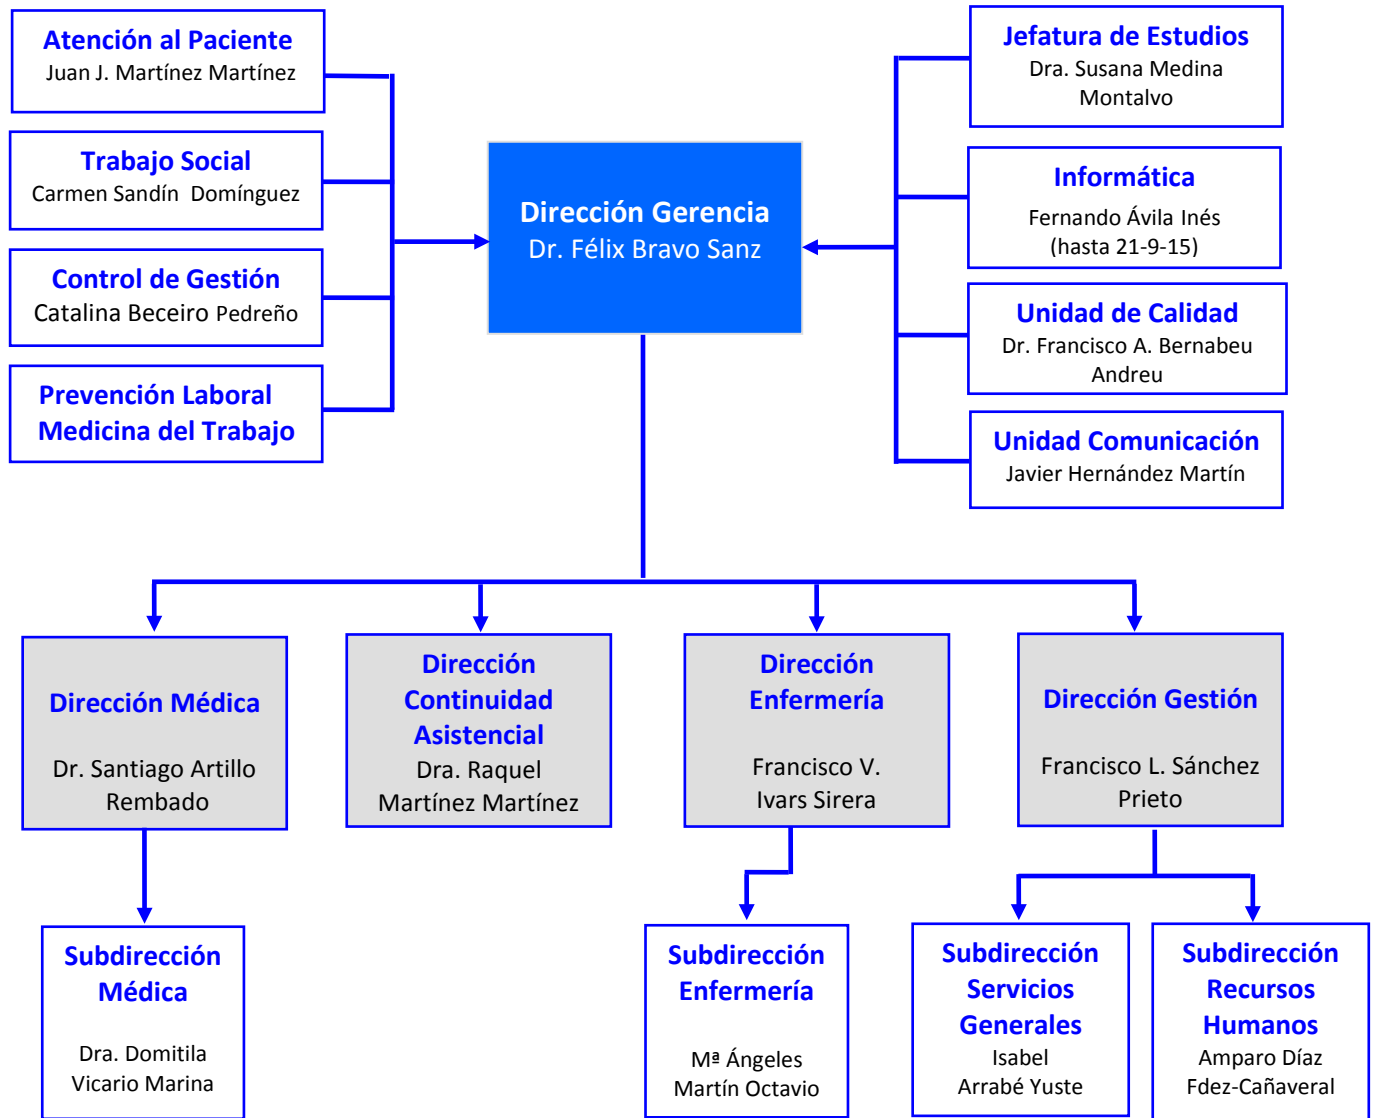 Atención al Paciente
Juan J. Martínez Martínez
Trabajo Social
Carmen Sandín Domínguez
Control de Gestión
Catalina Beceiro Pedreño
Prevención Laboral
Medicina del Trabajo
Dirección Gerencia
Dr. Félix Bravo Sanz
Jefatura de Estudios
Dra. Susana Medina
Montalvo
Informática
Fernando Ávila Inés
(hasta 21-9-15)
Unidad de Calidad
Dr. Francisco A. Bernabeu
Andreu
Unidad Comunicación
Javier Hernández Martín
Dirección Médica
Dr. Santiago Artillo
Rembado
Dirección
Continuidad
Asistencial
Dra. Raquel
Martínez Martínez
Dirección
Enfermería
Francisco V.
Ivars Sirera
Dirección Gestión
Francisco L. Sánchez
Prieto
Subdirección
Médica
Dra. Domitila
Vicario Marina
Subdirección
Enfermería
Mª Ángeles
Martín Octavio
Subdirección
Servicios
Generales
Isabel
Arrabé Yuste
Subdirección
Recursos
Humanos
Amparo Díaz
Fdez-Cañaveral